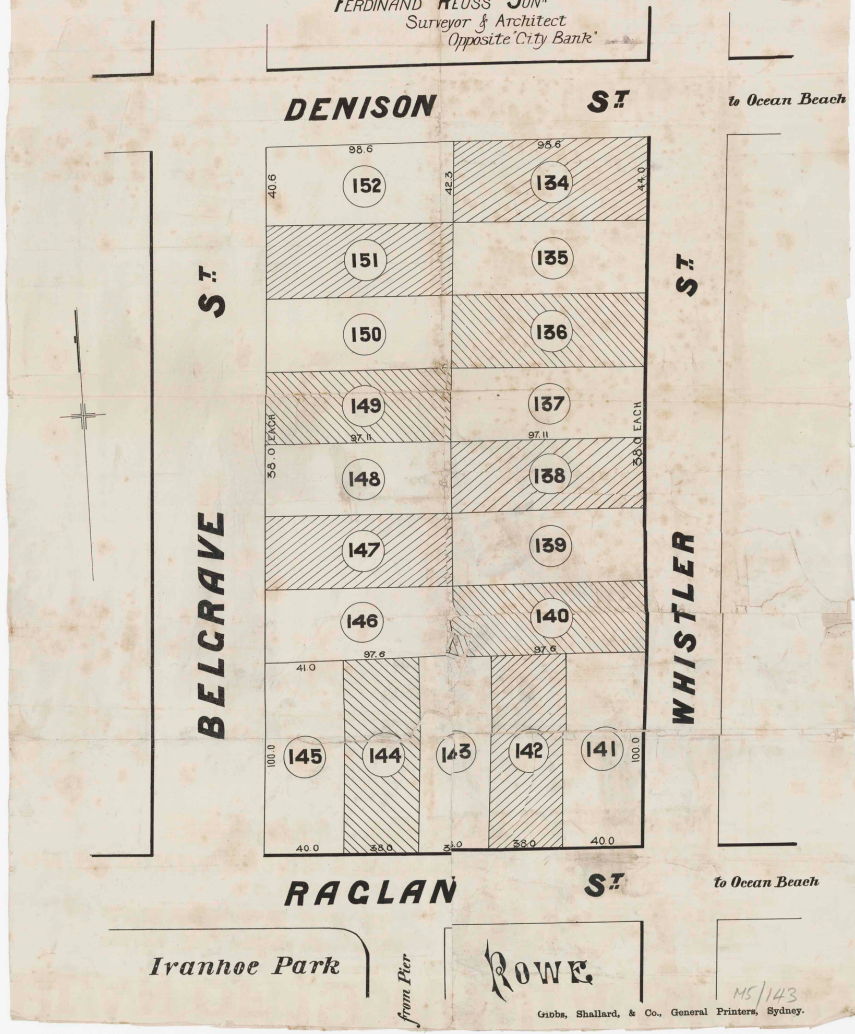 FERDINAND REUSS JUNR
Surveyor & Architect
Opposite "City Bank"
DENISON ST.
to Ocean Beach
98.6
98.6
40.6
152
42.3
134
44.0
151
135
BELGRAVE ST.
WHISTLER ST.
150
136
149
137
38.0 EACH
97.11
97.11
38.0 EACH
148
138
147
139
146
140
97.6
97.6
41.0
100.0
145
144
143
142
141
100.0
40.0
38.0
38.0
40.0
RAGLAN ST.
to Ocean Beach
Ivanhoe Park
from Pier
ROWE
M5/143
Gibbs, Shallard, & Co., General Printers, Sydney.